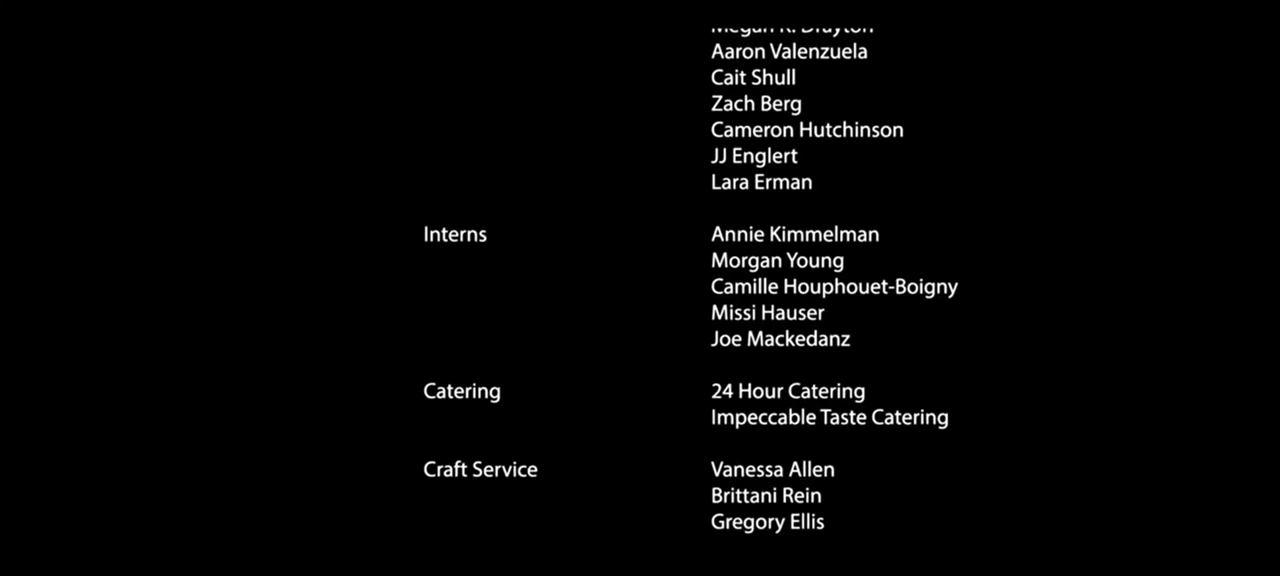 Megan R. Drayton
Aaron Valenzuela
Cait Shull
Zach Berg
Cameron Hutchinson
JJ Englert
Lara Erman
Interns Annie Kimmelman
Morgan Young
Camille Houphouet-Boigny
Missi Hauser
Joe Mackedanz
Catering 24 Hour Catering
Impeccable Taste Catering
Craft Service Vanessa Allen
Brittani Rein
Gregory Ellis